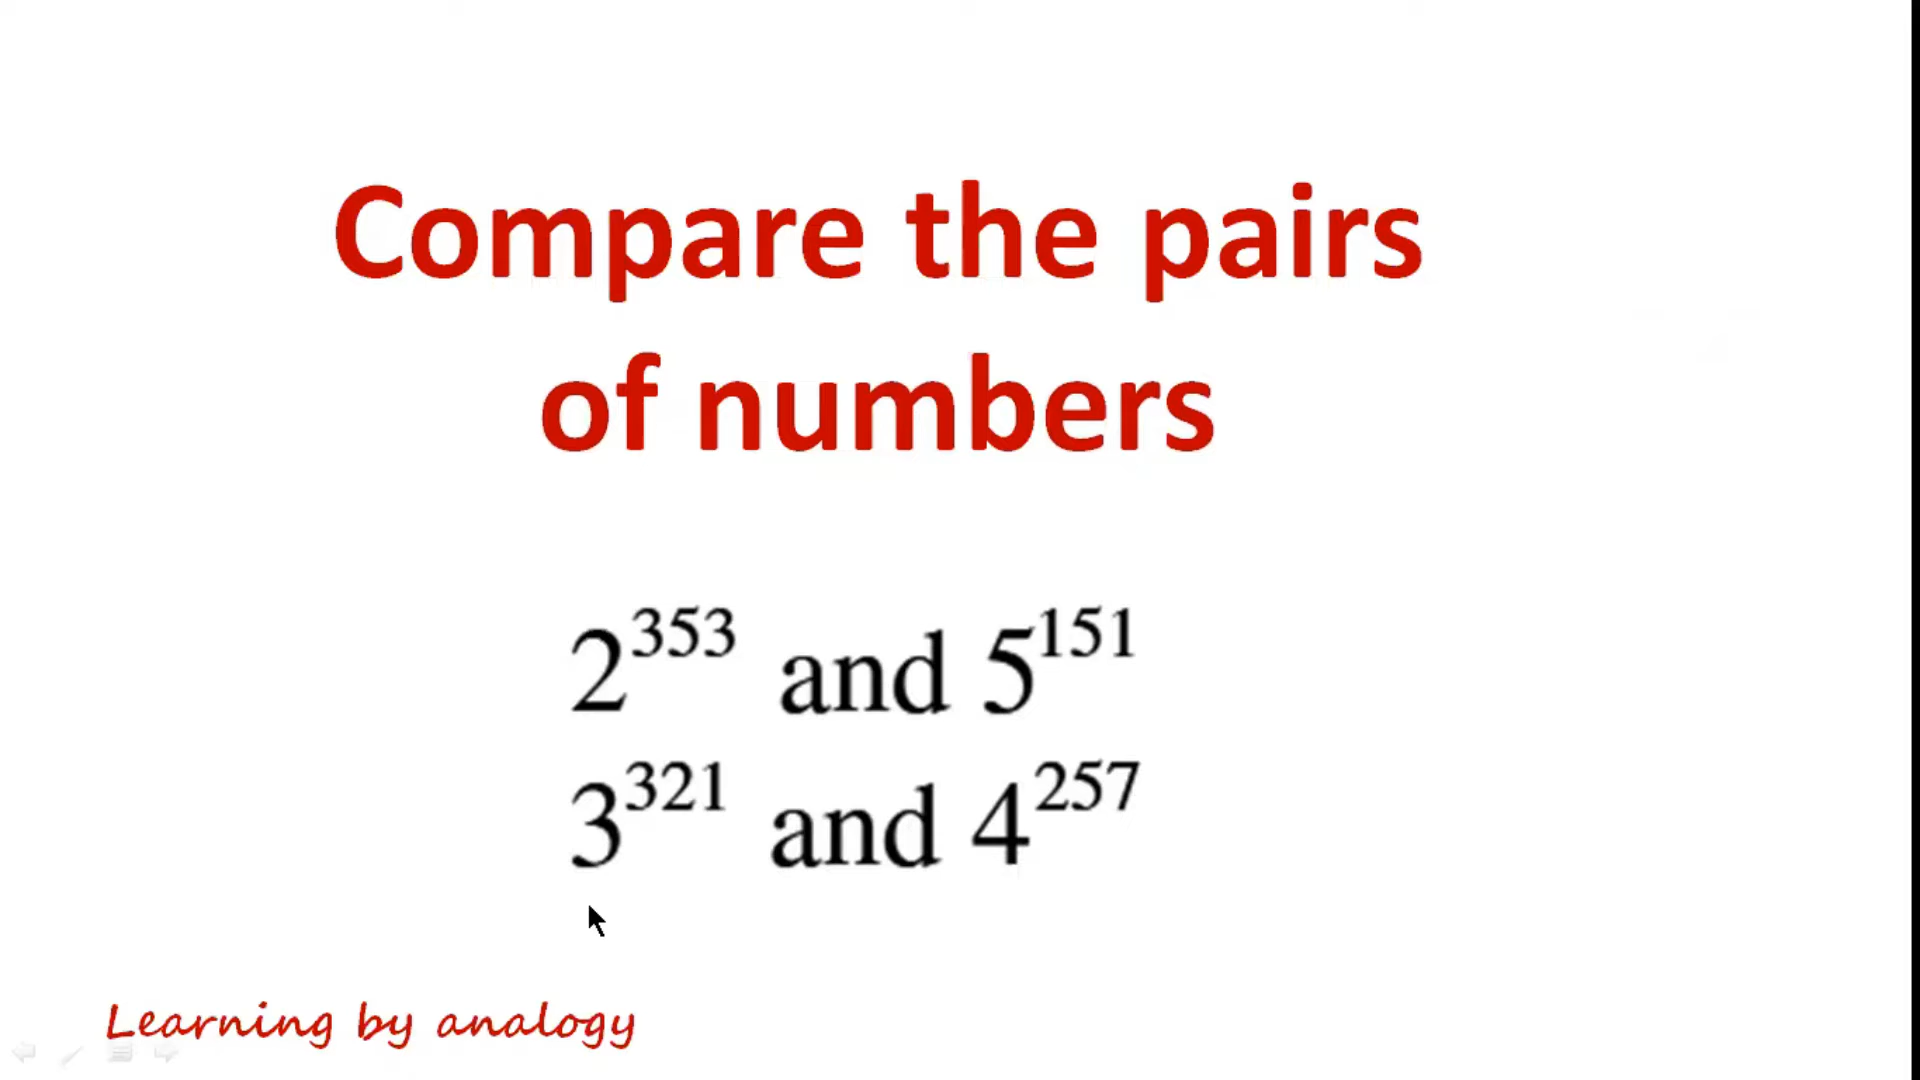 Compare the pairs
of numbers
2^353 and 5^151
3^321 and 4^257
Learning by analogy